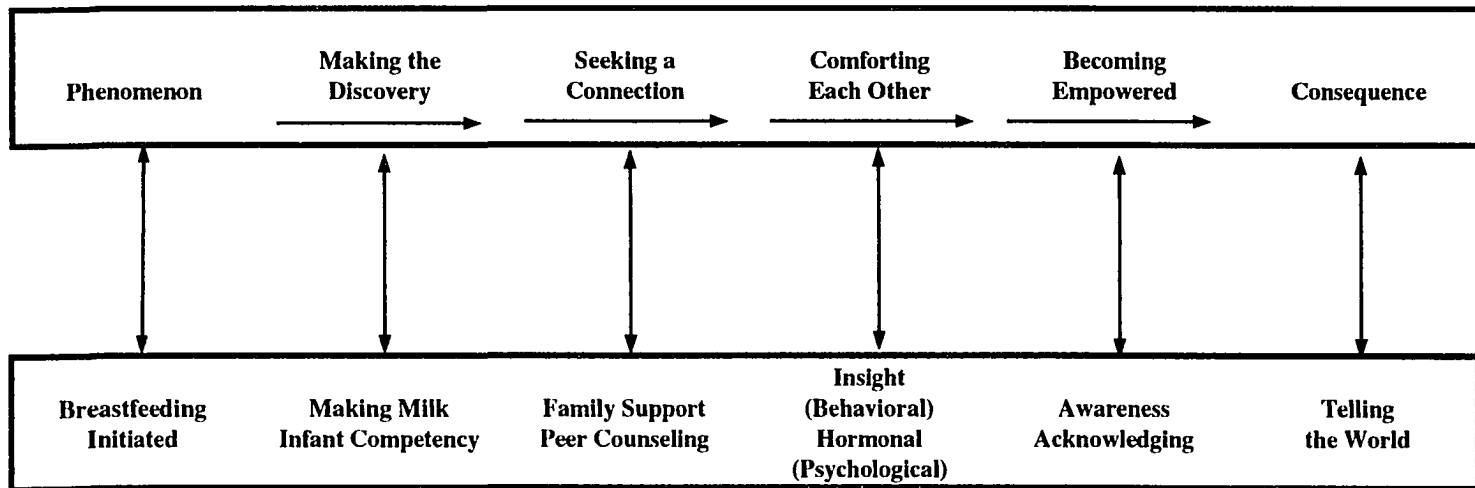 Phenomenon
Making the
Discovery
Seeking a
Connection
Comforting
Each Other
Becoming
Empowered
Consequence
Breastfeeding
Initiated
Making Milk
Infant Competency
Family Support
Peer Counseling
Insight
(Behavioral)
Hormonal
(Psychological)
Awareness
Acknowledging
Telling
the World